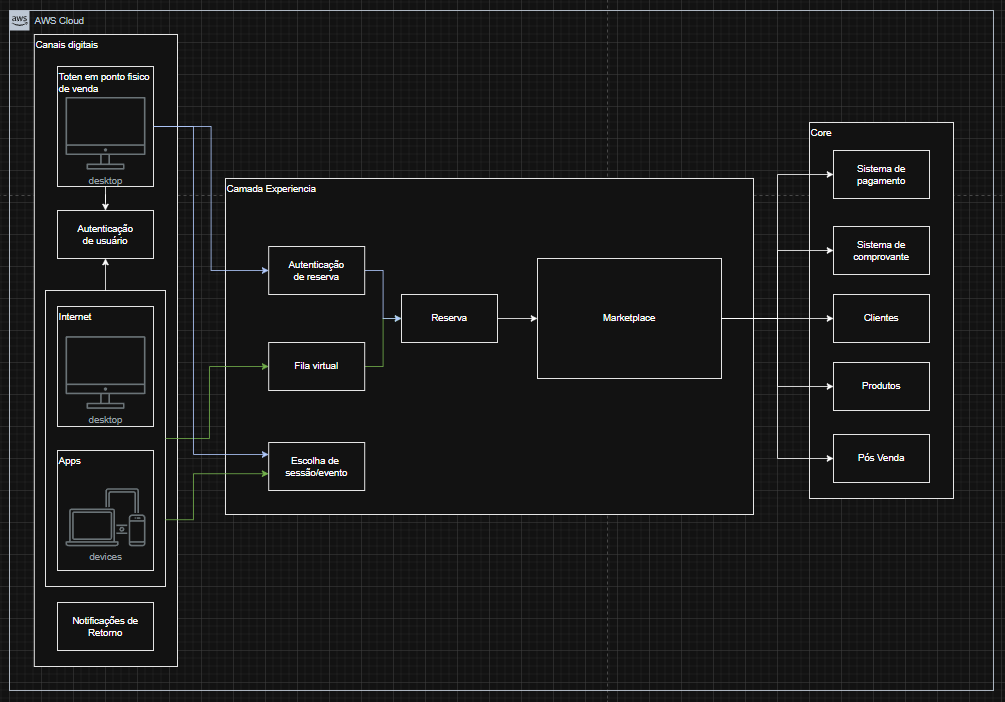 aws
AWS Cloud
Canais digitais
Toten em ponto fisico
de venda
desktop
Autenticação
de usuário
Internet
desktop
Apps
devices
Notificações de
Retorno
Camada Experiencia
Autenticação
de reserva
Fila virtual
Escolha de
sessão/evento
Reserva
Marketplace
Core
Sistema de
pagamento
Sistema de
comprovante
Clientes
Produtos
Pós Venda